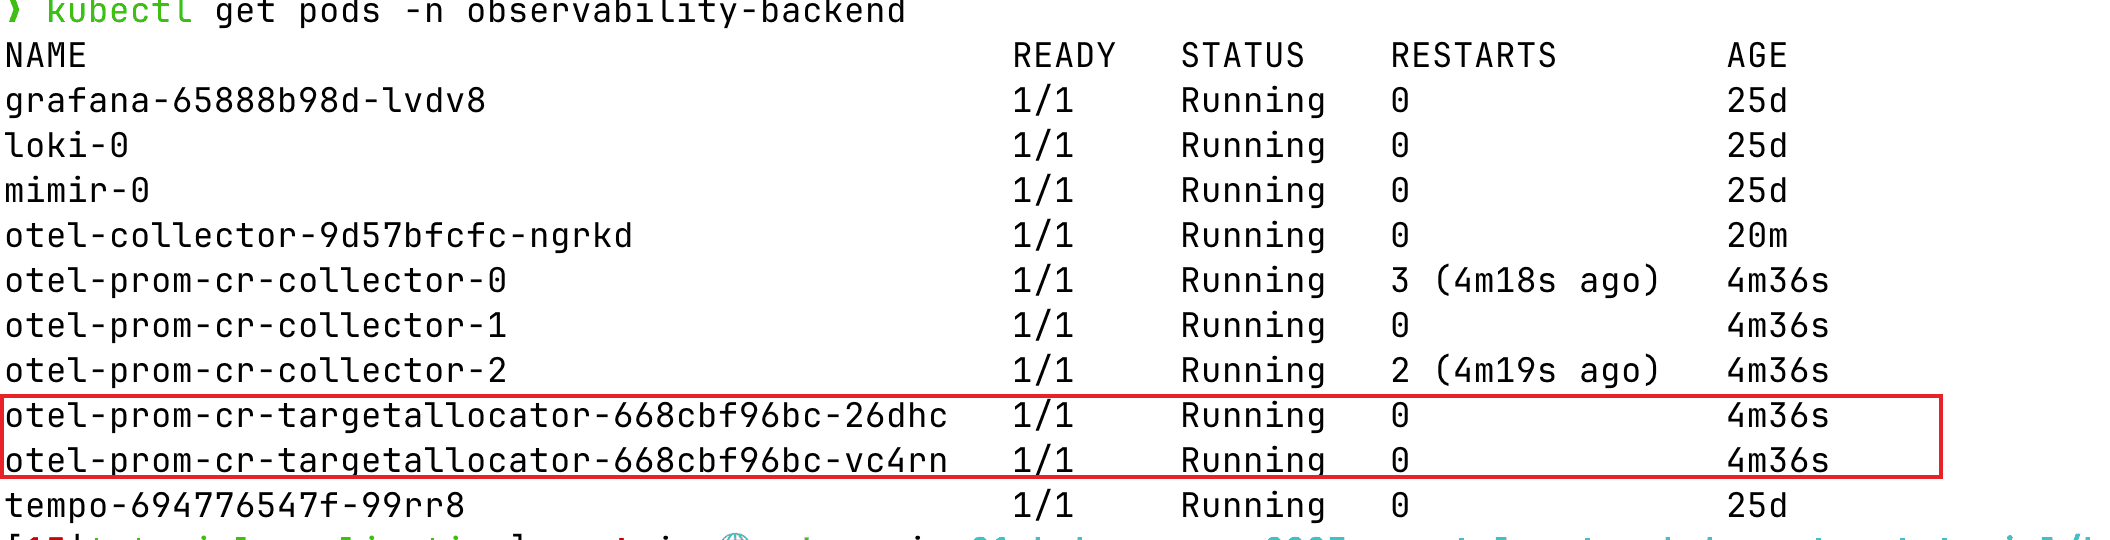 ❯ kubectl get pods -n observability-backend
NAME READY STATUS RESTARTS AGE
grafana-65888b98d-lvdv8 1/1 Running 0 25d
loki-0 1/1 Running 0 25d
mimir-0 1/1 Running 0 25d
otel-collector-9d57bfcfc-ngrkd 1/1 Running 0 20m
otel-prom-cr-collector-0 1/1 Running 3 (4m18s ago) 4m36s
otel-prom-cr-collector-1 1/1 Running 0 4m36s
otel-prom-cr-collector-2 1/1 Running 2 (4m19s ago) 4m36s
otel-prom-cr-targetallocator-668cbf96bc-26dhc 1/1 Running 0 4m36s
otel-prom-cr-targetallocator-668cbf96bc-vc4rn 1/1 Running 0 4m36s
tempo-694776547f-99rr8 1/1 Running 0 25d